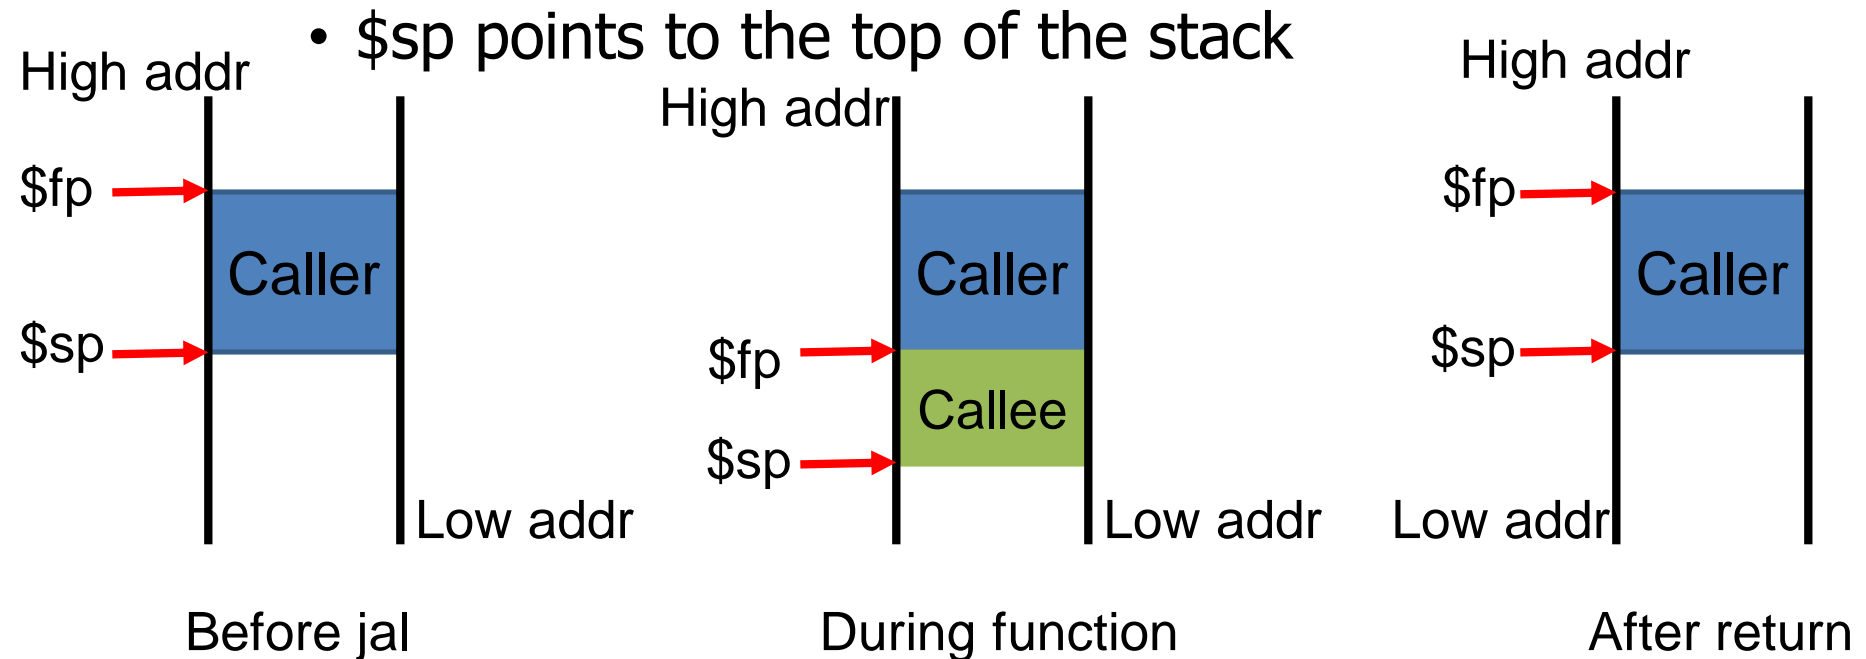 • $sp points to the top of the stack
High addr
$fp
Caller
$sp
Low addr
Before jal
High addr
Caller
$fp
Callee
$sp
Low addr
During function
High addr
$fp
Caller
$sp
Low addr
After return